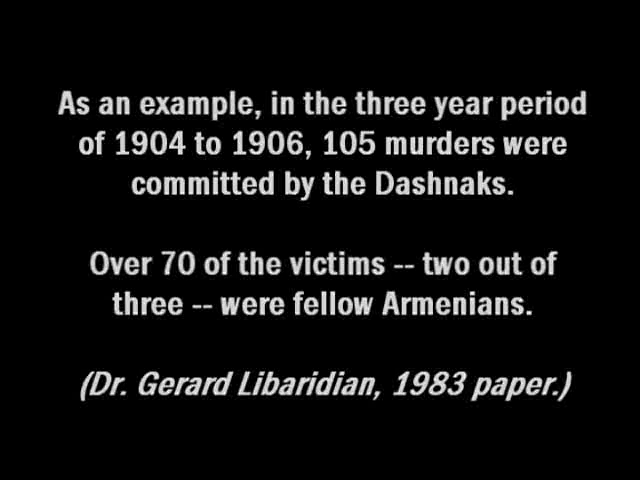 As an example, in the three year period
of 1904 to 1906, 105 murders were
committed by the Dashnaks.
Over 70 of the victims -- two out of
three -- were fellow Armenians.
(Dr. Gerard Libaridian, 1983 paper.)